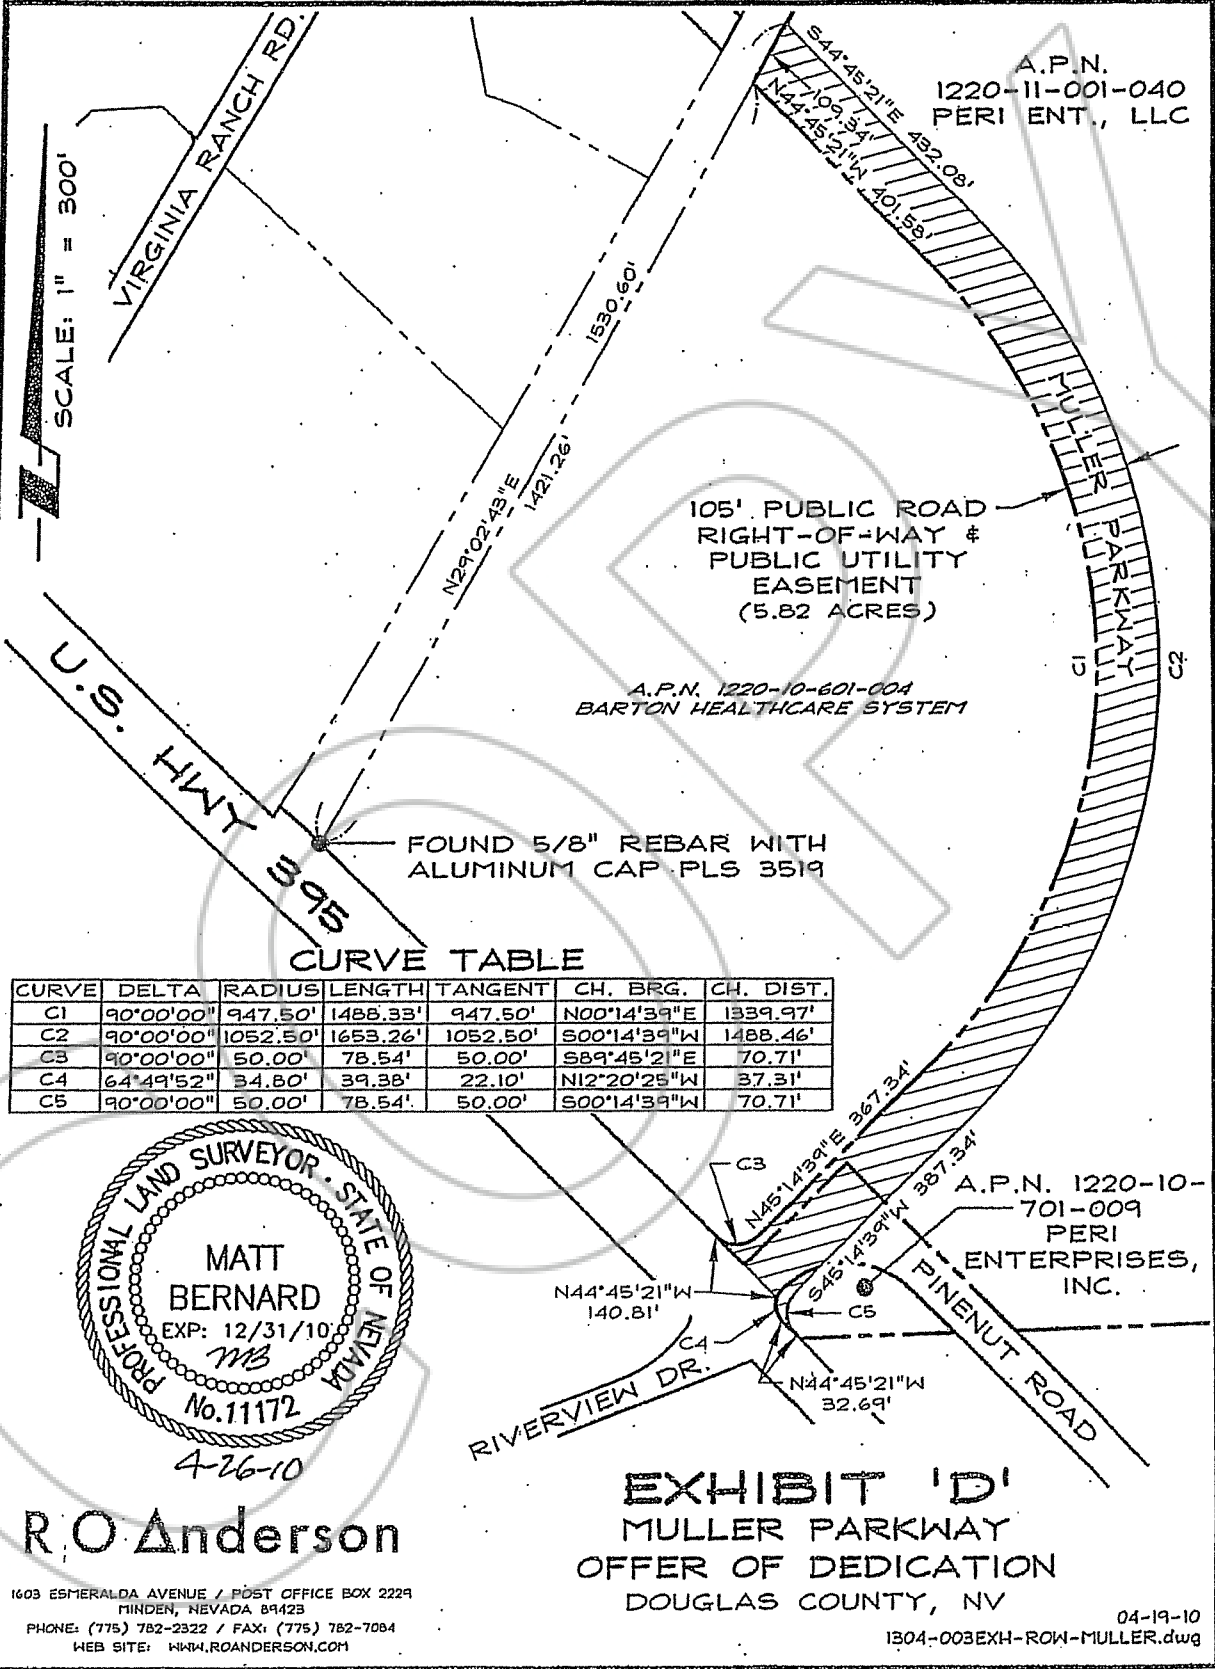 VIRGINIA RANCH RD.
SCALE: 1" = 300'
S44°45'21"E 432.08'
109.34'
N44°45'21"W 401.58'
A.P.N.
1220-11-001-040
PERI ENT., LLC
1530.60'
N29°02'43"E
1421.26'
MULLER PARKWAY
105' PUBLIC ROAD
RIGHT-OF-WAY &
PUBLIC UTILITY
EASEMENT
(5.82 ACRES)
C1
C2
A.P.N. 1220-10-601-004
BARTON HEALTHCARE SYSTEM
U.S. HWY 395
FOUND 5/8" REBAR WITH
ALUMINUM CAP PLS 3519
CURVE TABLE
CURVE DELTA RADIUS LENGTH TANGENT CH. BRG. CH. DIST.
C1 90°00'00" 947.50' 1488.33' 947.50' N00°14'39"E 1339.97'
C2 90°00'00" 1052.50' 1653.26' 1052.50' S00°14'39"W 1488.46'
C3 90°00'00" 50.00' 78.54' 50.00' S89°45'21"E 70.71'
C4 64°49'52" 34.80' 39.38' 22.10' N12°20'25"W 37.31'
C5 90°00'00" 50.00' 78.54' 50.00' S00°14'39"W 70.71'
N45°14'39"E 367.34'
S45°14'39"W 387.34'
C3
A.P.N. 1220-10-
701-009
PERI
ENTERPRISES,
INC.
N44°45'21"W
140.81'
C5
C4
N44°45'21"W
32.69'
PINENUT ROAD
RIVERVIEW DR.
PROFESSIONAL LAND SURVEYOR . STATE OF NEVADA
MATT
BERNARD
EXP: 12/31/10
MB
No.11172
4-26-10
R O Anderson
1603 ESMERALDA AVENUE / POST OFFICE BOX 2229
MINDEN, NEVADA 89423
PHONE: (775) 782-2322 / FAX: (775) 782-7084
WEB SITE: WWW.ROANDERSON.COM
EXHIBIT 'D'
MULLER PARKWAY
OFFER OF DEDICATION
DOUGLAS COUNTY, NV
04-19-10
1304-003EXH-ROW-MULLER.dwg
COPY